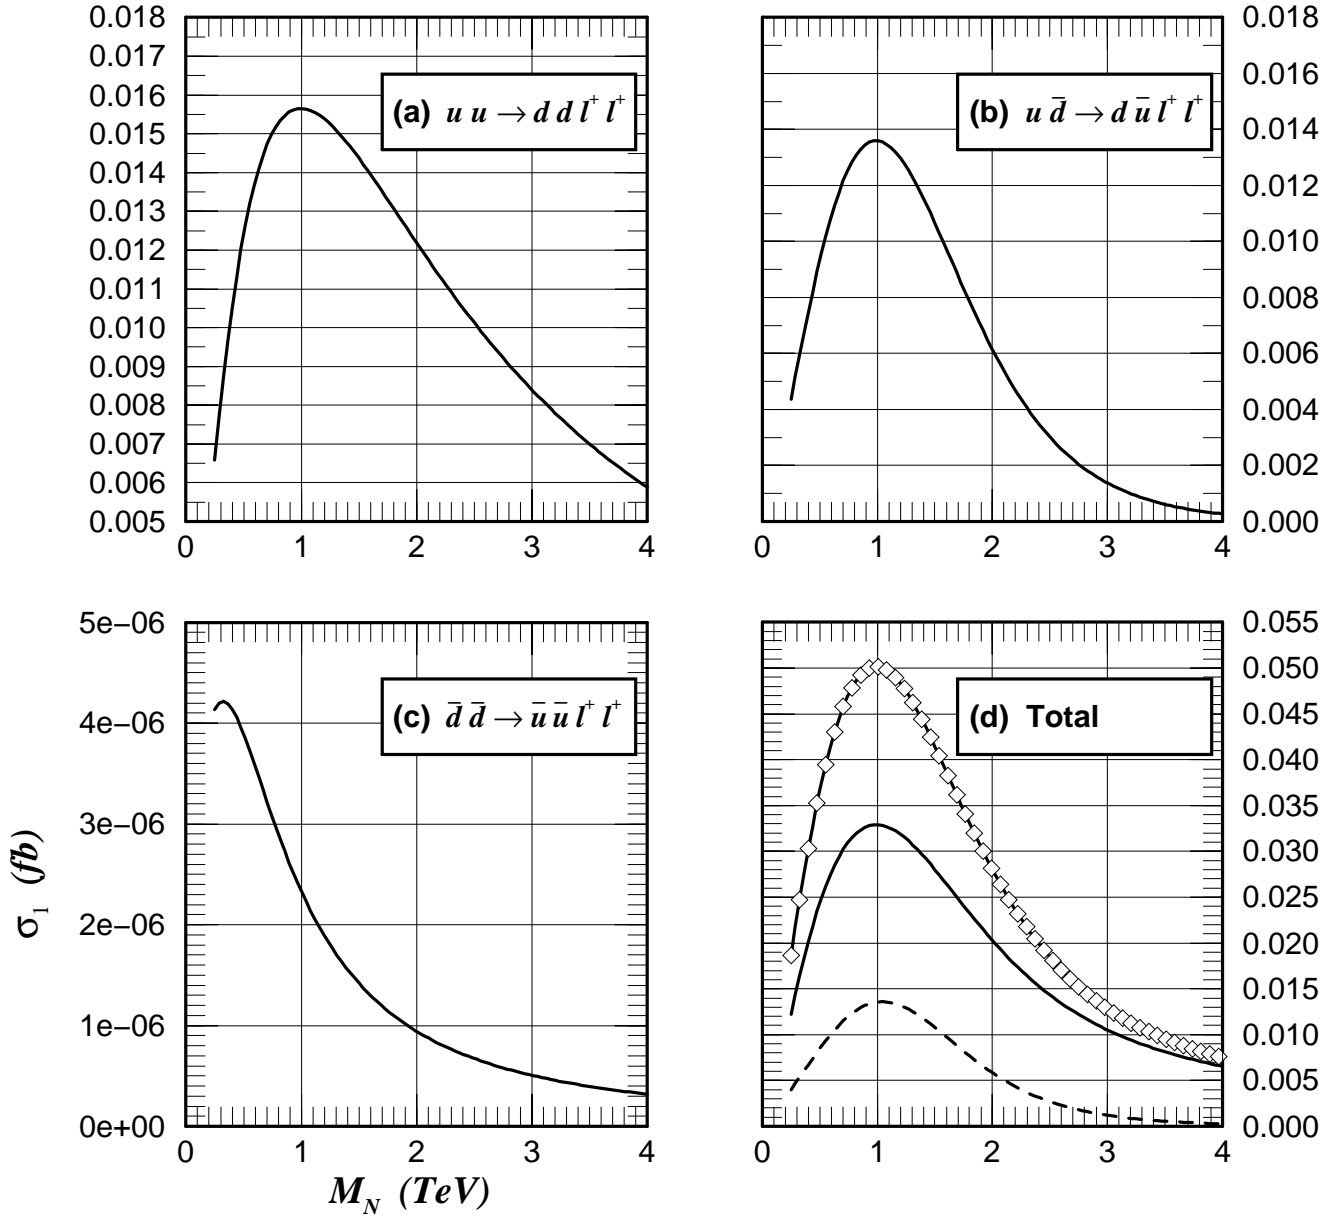 0.018
0.017
0.016
0.015
0.014
0.013
0.012
0.011
0.010
0.009
0.008
0.007
0.006
0.005
0 1 2 3 4
(a) u u → d d l⁺ l⁺
0.018
0.016
0.014
0.012
0.010
0.008
0.006
0.004
0.002
0.000
0 1 2 3 4
(b) u d̄ → d ū l⁺ l⁺
5e−06
4e−06
3e−06
2e−06
1e−06
0e+00
0 1 2 3 4
(c) d̄ d̄ → ū ū l⁺ l⁺
σ₁ (fb)
M_N (TeV)
0.055
0.050
0.045
0.040
0.035
0.030
0.025
0.020
0.015
0.010
0.005
0.000
0 1 2 3 4
(d) Total